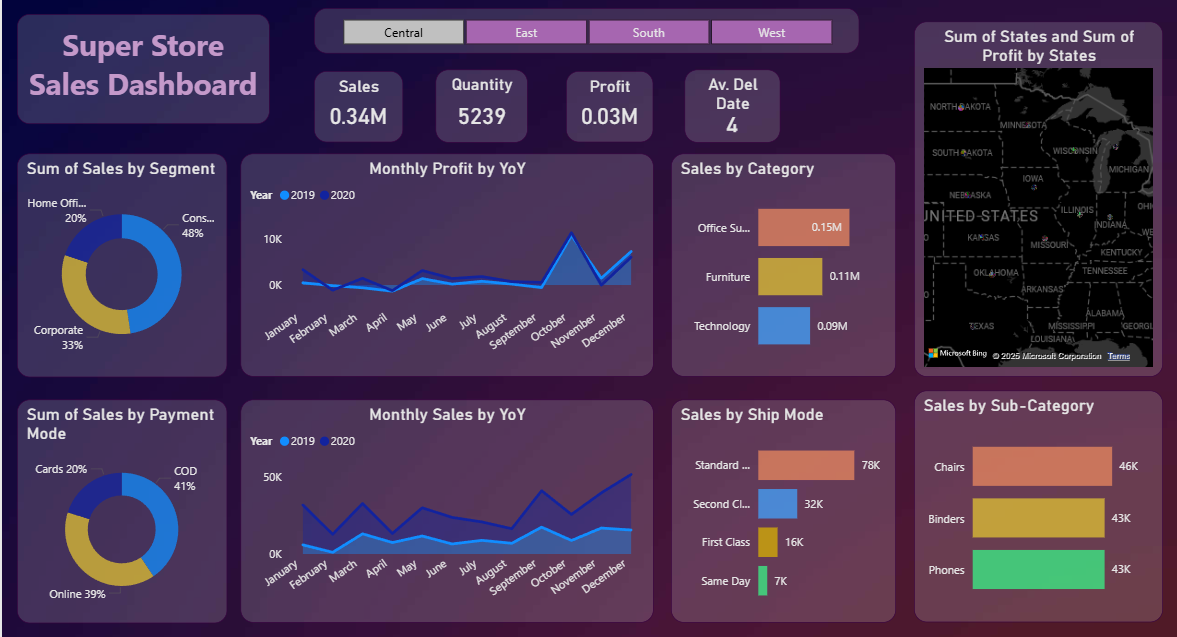 Super Store
Sales Dashboard
Central
East
South
West
Sales
0.34M
Quantity
5239
Profit
0.03M
Av. Del
Date
4
Sum of States and Sum of
Profit by States
NORTH DAKOTA
MINNESOTA
SOUTH DAKOTA
WISCONSIN
MICHIGAN
IOWA
NEBRASKA
UNITED STATES
ILLINOIS
INDIANA
OHI
KANSAS
MISSOURI
WE
KENTUCKY
OKLAHOMA
TENNESSEE
ARKANSAS
ALABAMA
TEXAS
MISSISSIPPI
GEORGI
LOUISIANA
Microsoft Bing
© 2025 Microsoft Corporation
Terms
Sum of Sales by Segment
Home Offi...
20%
Cons...
48%
Corporate
33%
Monthly Profit by YoY
Year 2019 2020
10K
0K
January
February
March
April
May
June
July
August
September
October
November
December
Sales by Category
Office Su...
0.15M
Furniture
0.11M
Technology
0.09M
Sum of Sales by Payment
Mode
Cards 20%
COD
41%
Online 39%
Monthly Sales by YoY
Year 2019 2020
50K
0K
January
February
March
April
May
June
July
August
September
October
November
December
Sales by Ship Mode
Standard ...
78K
Second Cl...
32K
First Class
16K
Same Day
7K
Sales by Sub-Category
Chairs
46K
Binders
43K
Phones
43K